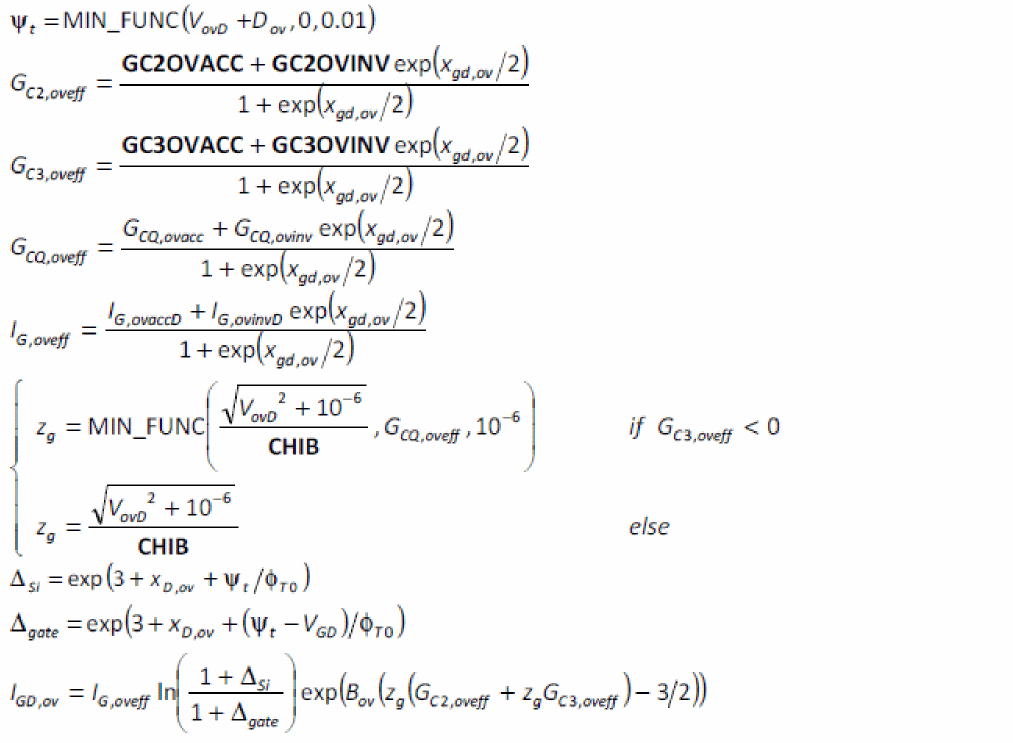 ψ_t = MIN_FUNC(V_ovD + D_ov, 0, 0.01)
G_C2,oveff = (GC2OVACC + GC2OVINV exp(x_gd,ov/2)) / (1 + exp(x_gd,ov/2))
G_C3,oveff = (GC3OVACC + GC3OVINV exp(x_gd,ov/2)) / (1 + exp(x_gd,ov/2))
G_CQ,oveff = (G_CQ,ovacc + G_CQ,ovinv exp(x_gd,ov/2)) / (1 + exp(x_gd,ov/2))
I_G,oveff = (I_G,ovaccD + I_G,ovinvD exp(x_gd,ov/2)) / (1 + exp(x_gd,ov/2))
z_g = MIN_FUNC(√(V_ovD² + 10⁻⁶) / CHIB, G_CQ,oveff, 10⁻⁶) if G_C3,oveff < 0
z_g = √(V_ovD² + 10⁻⁶) / CHIB else
Δ_Si = exp(3 + x_D,ov + ψ_t/ϕ_T0)
Δ_gate = exp(3 + x_D,ov + (ψ_t − V_GD)/ϕ_T0)
I_GD,ov = I_G,oveff ln((1 + Δ_Si) / (1 + Δ_gate)) exp(B_ov(z_g(G_C2,oveff + z_g G_C3,oveff) − 3/2))